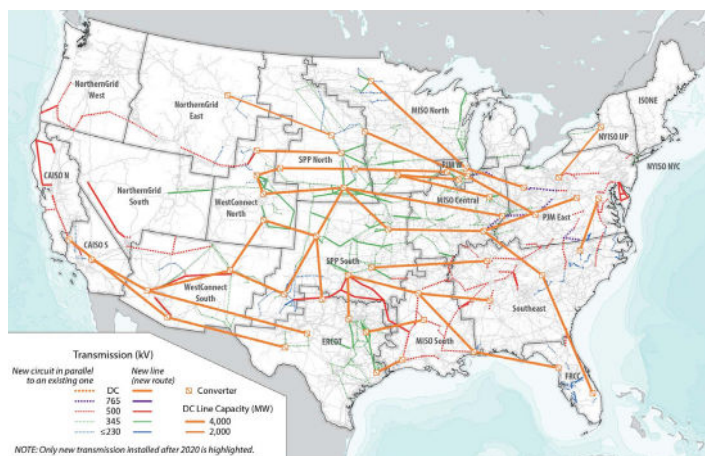 NorthernGrid
West
NorthernGrid
East
MISO North
ISONE
NYISO UP
NYISO NYC
CAISO N
NorthernGrid
South
SPP North
PJM W
WestConnect
North
MISO Central
PJM East
CAISO S
SPP South
WestConnect
South
Southeast
ERCOT
MISO South
FRCC
Transmission (kV)
New circuit in parallel
to an existing one
New line
(new route)
Converter
DC
765
500
345
≤230
DC Line Capacity (MW)
4,000
2,000
NOTE: Only new transmission installed after 2020 is highlighted.